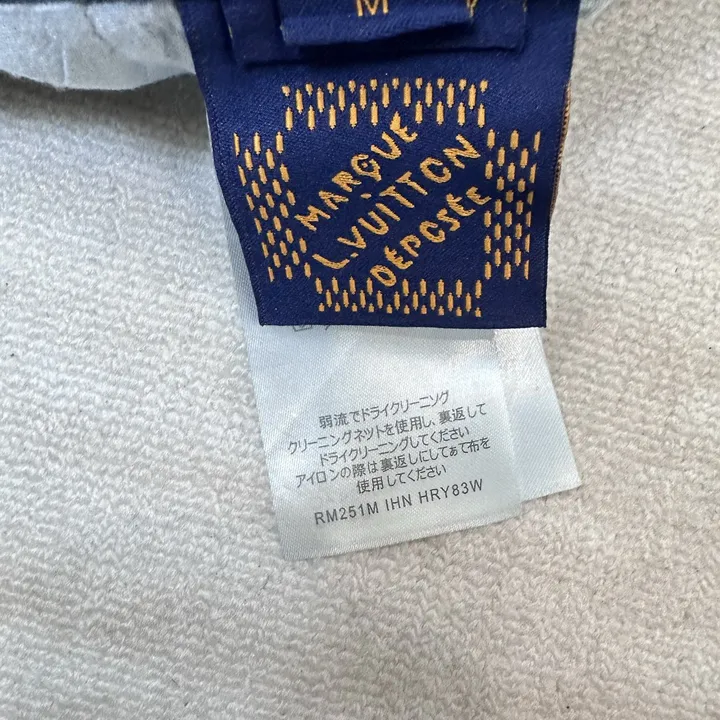 M
MARQUE
L.VUITTON
DÉPOSÉE
弱流でドライクリーニング
クリーニングネットを使用し、裏返して
ドライクリーニングしてください
アイロンの際は裏返しにしてあて布を
使用してください
RM251M IHN HRY83W